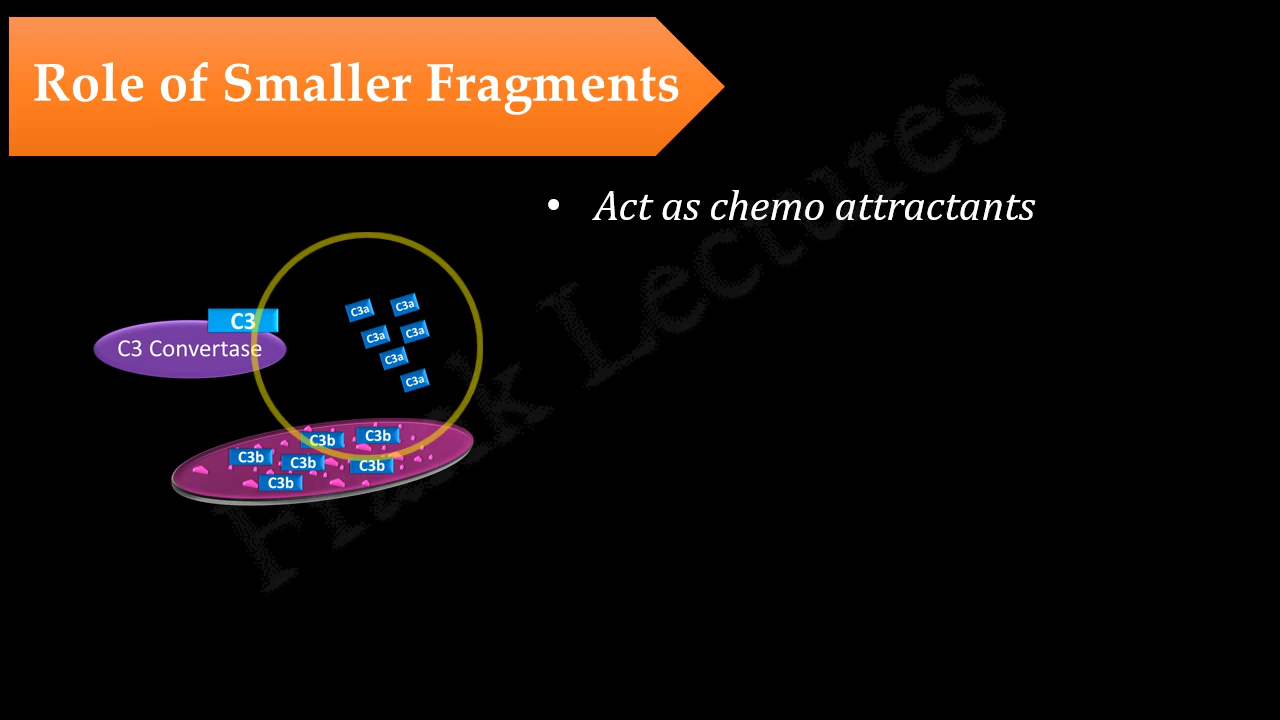 Role of Smaller Fragments
• Act as chemo attractants
C3
C3 Convertase
C3a
C3a
C3a
C3a
C3a
C3a
C3b
C3b
C3b
C3b
C3b
C3b
Lectures